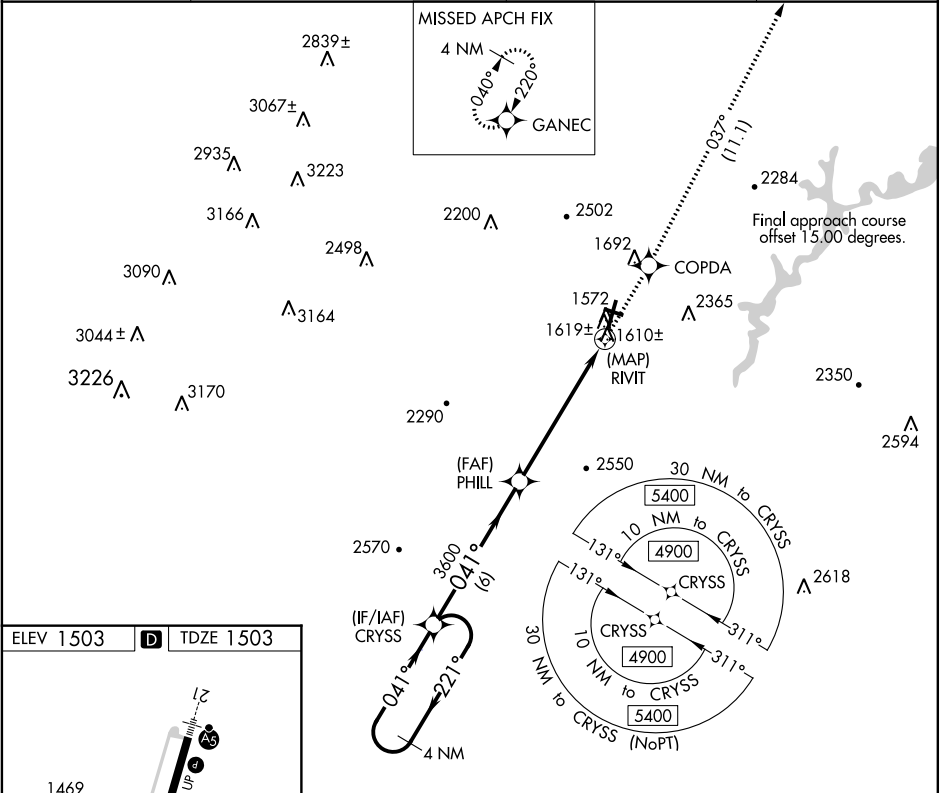 MISSED APCH FIX
4 NM
040°
220°
GANEC
2839±
3067±
2935
3223
3166
2200
2502
2498
3090
3164
3044±
3226
3170
037°
(11.1)
2284
Final approach course
offset 15.00 degrees.
1692
COPDA
1572
2365
1619±
1610±
(MAP)
RIVIT
2290
2350
2594
(FAF)
PHILL
2550
2570
3600
041°
(6)
(IF/IAF)
CRYSS
041°
221°
4 NM
30 NM to CRYSS
5400
10 NM to CRYSS
4900
131°
CRYSS
311°
2618
131°
CRYSS
4900
311°
10 NM to CRYSS
5400
30 NM to CRYSS (NoPT)
ELEV 1503
D
TDZE 1503
21
A5
P
UP
1469